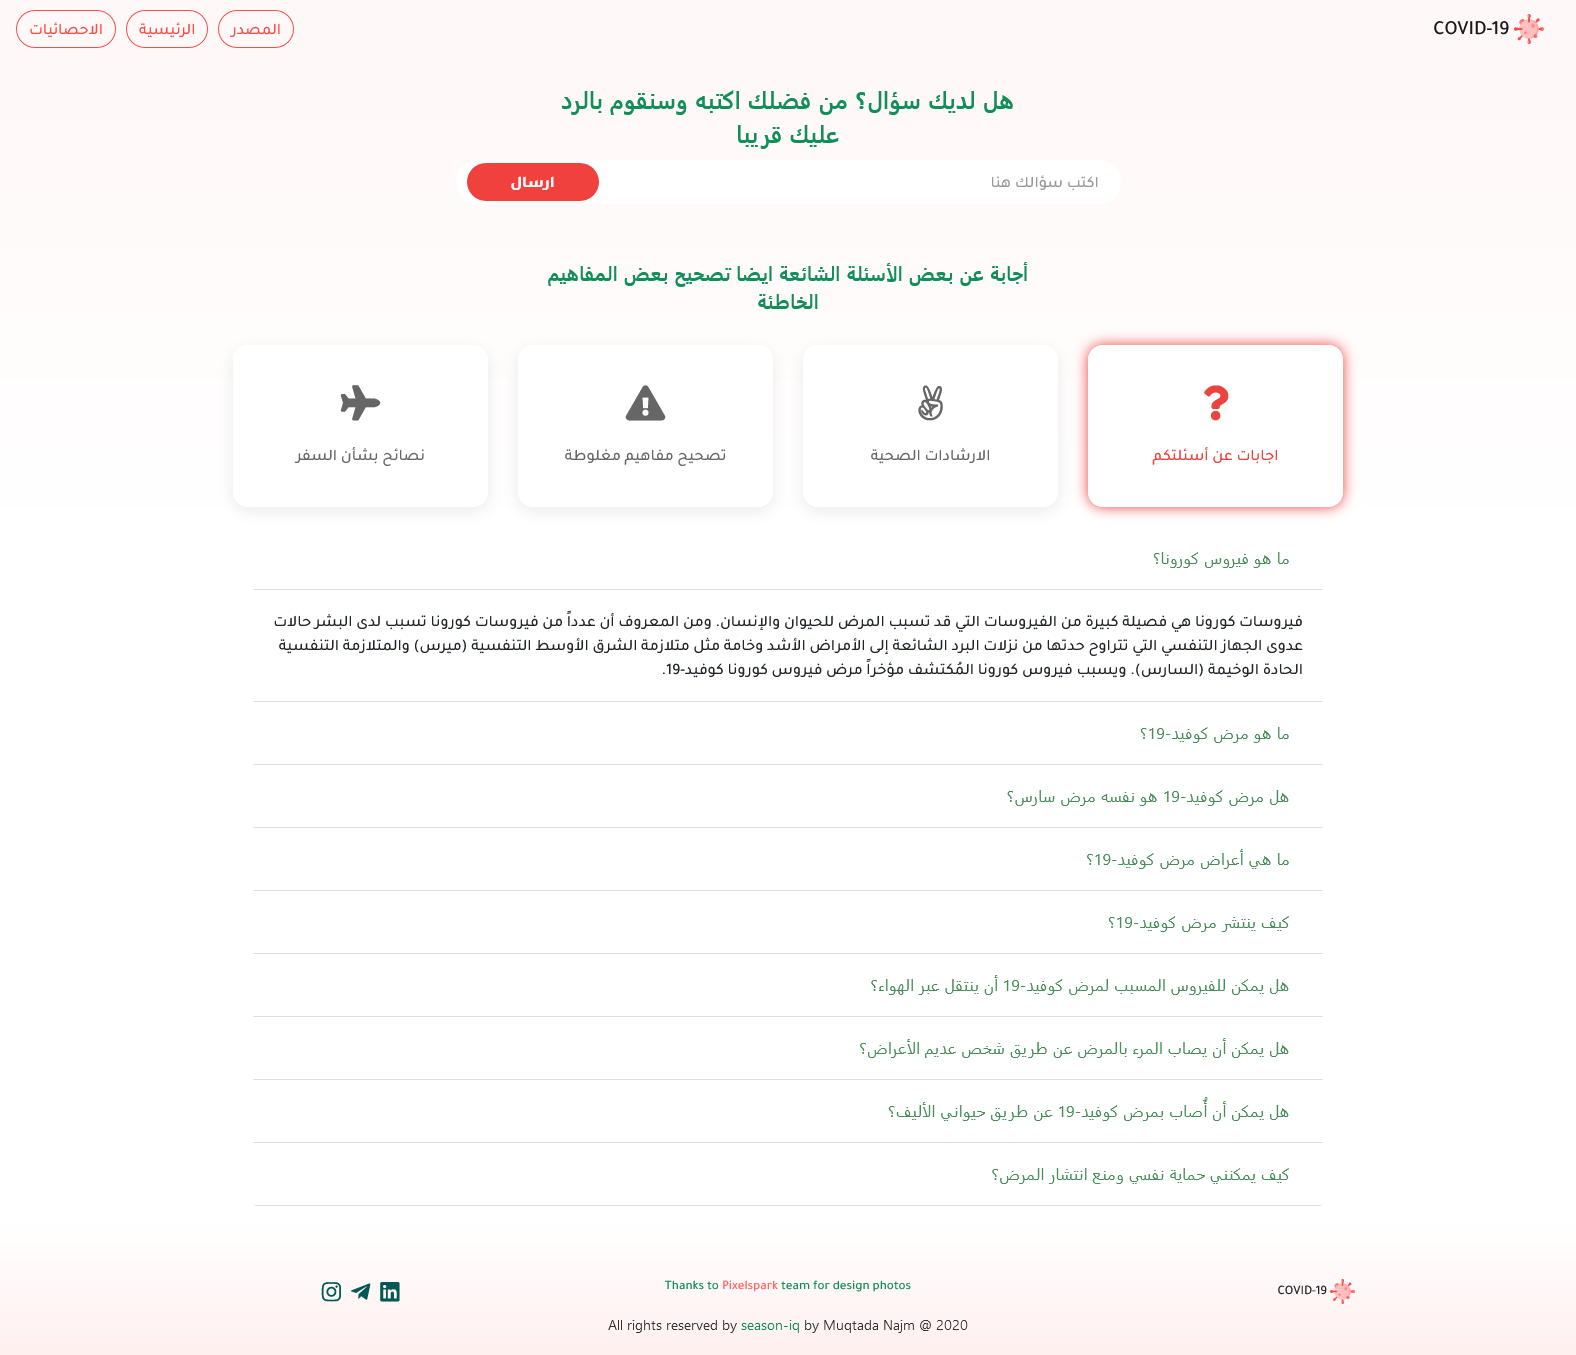 COVID-19
المصدر
الرئيسية
الاحصائيات
هل لديك سؤال؟ من فضلك اكتبه وسنقوم بالرد
عليك قريبا
اكتب سؤالك هنا
ارسال
أجابة عن بعض الأسئلة الشائعة ايضا تصحيح بعض المفاهيم
الخاطئة
اجابات عن أسئلتكم
الارشادات الصحية
تصحيح مفاهيم مغلوطة
نصائح بشأن السفر
ما هو فيروس كورونا؟
فيروسات كورونا هي فصيلة كبيرة من الفيروسات التي قد تسبب المرض للحيوان والإنسان. ومن المعروف أن عدداً من فيروسات كورونا تسبب لدى البشر حالات
عدوى الجهاز التنفسي التي تتراوح حدتها من نزلات البرد الشائعة إلى الأمراض الأشد وخامة مثل متلازمة الشرق الأوسط التنفسية (ميرس) والمتلازمة التنفسية
الحادة الوخيمة (السارس). ويسبب فيروس كورونا المُكتشف مؤخراً مرض فيروس كورونا كوفيد-19.
ما هو مرض كوفيد-19؟
هل مرض كوفيد-19 هو نفسه مرض سارس؟
ما هي أعراض مرض كوفيد-19؟
كيف ينتشر مرض كوفيد-19؟
هل يمكن للفيروس المسبب لمرض كوفيد-19 أن ينتقل عبر الهواء؟
هل يمكن أن يصاب المرء بالمرض عن طريق شخص عديم الأعراض؟
هل يمكن أن أُصاب بمرض كوفيد-19 عن طريق حيواني الأليف؟
كيف يمكنني حماية نفسي ومنع انتشار المرض؟
COVID-19
Thanks to Pixelspark team for design photos
All rights reserved by season-iq by Muqtada Najm @ 2020